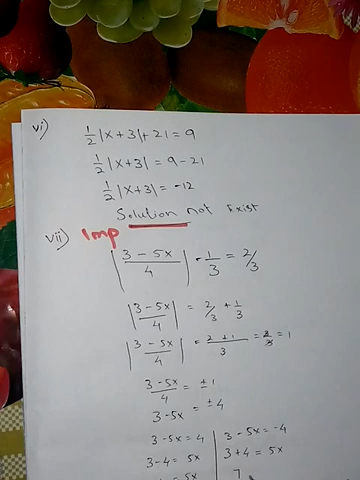 vi)
½|x+3|+21=9
½|x+3| = 9-21
½|x+3| = -12
Solution not Exist
vii) Imp
|3-5x/4| - 1/3 = 2/3
|3-5x/4| = 2/3 + 1/3
|3-5x/4| = 2+1/3 = 3/3 = 1
3-5x/4 = ±1
3-5x = ±4
3-5x = 4 | 3-5x = -4
3-4 = 5x | 3+4 = 5x
= 5x | 7